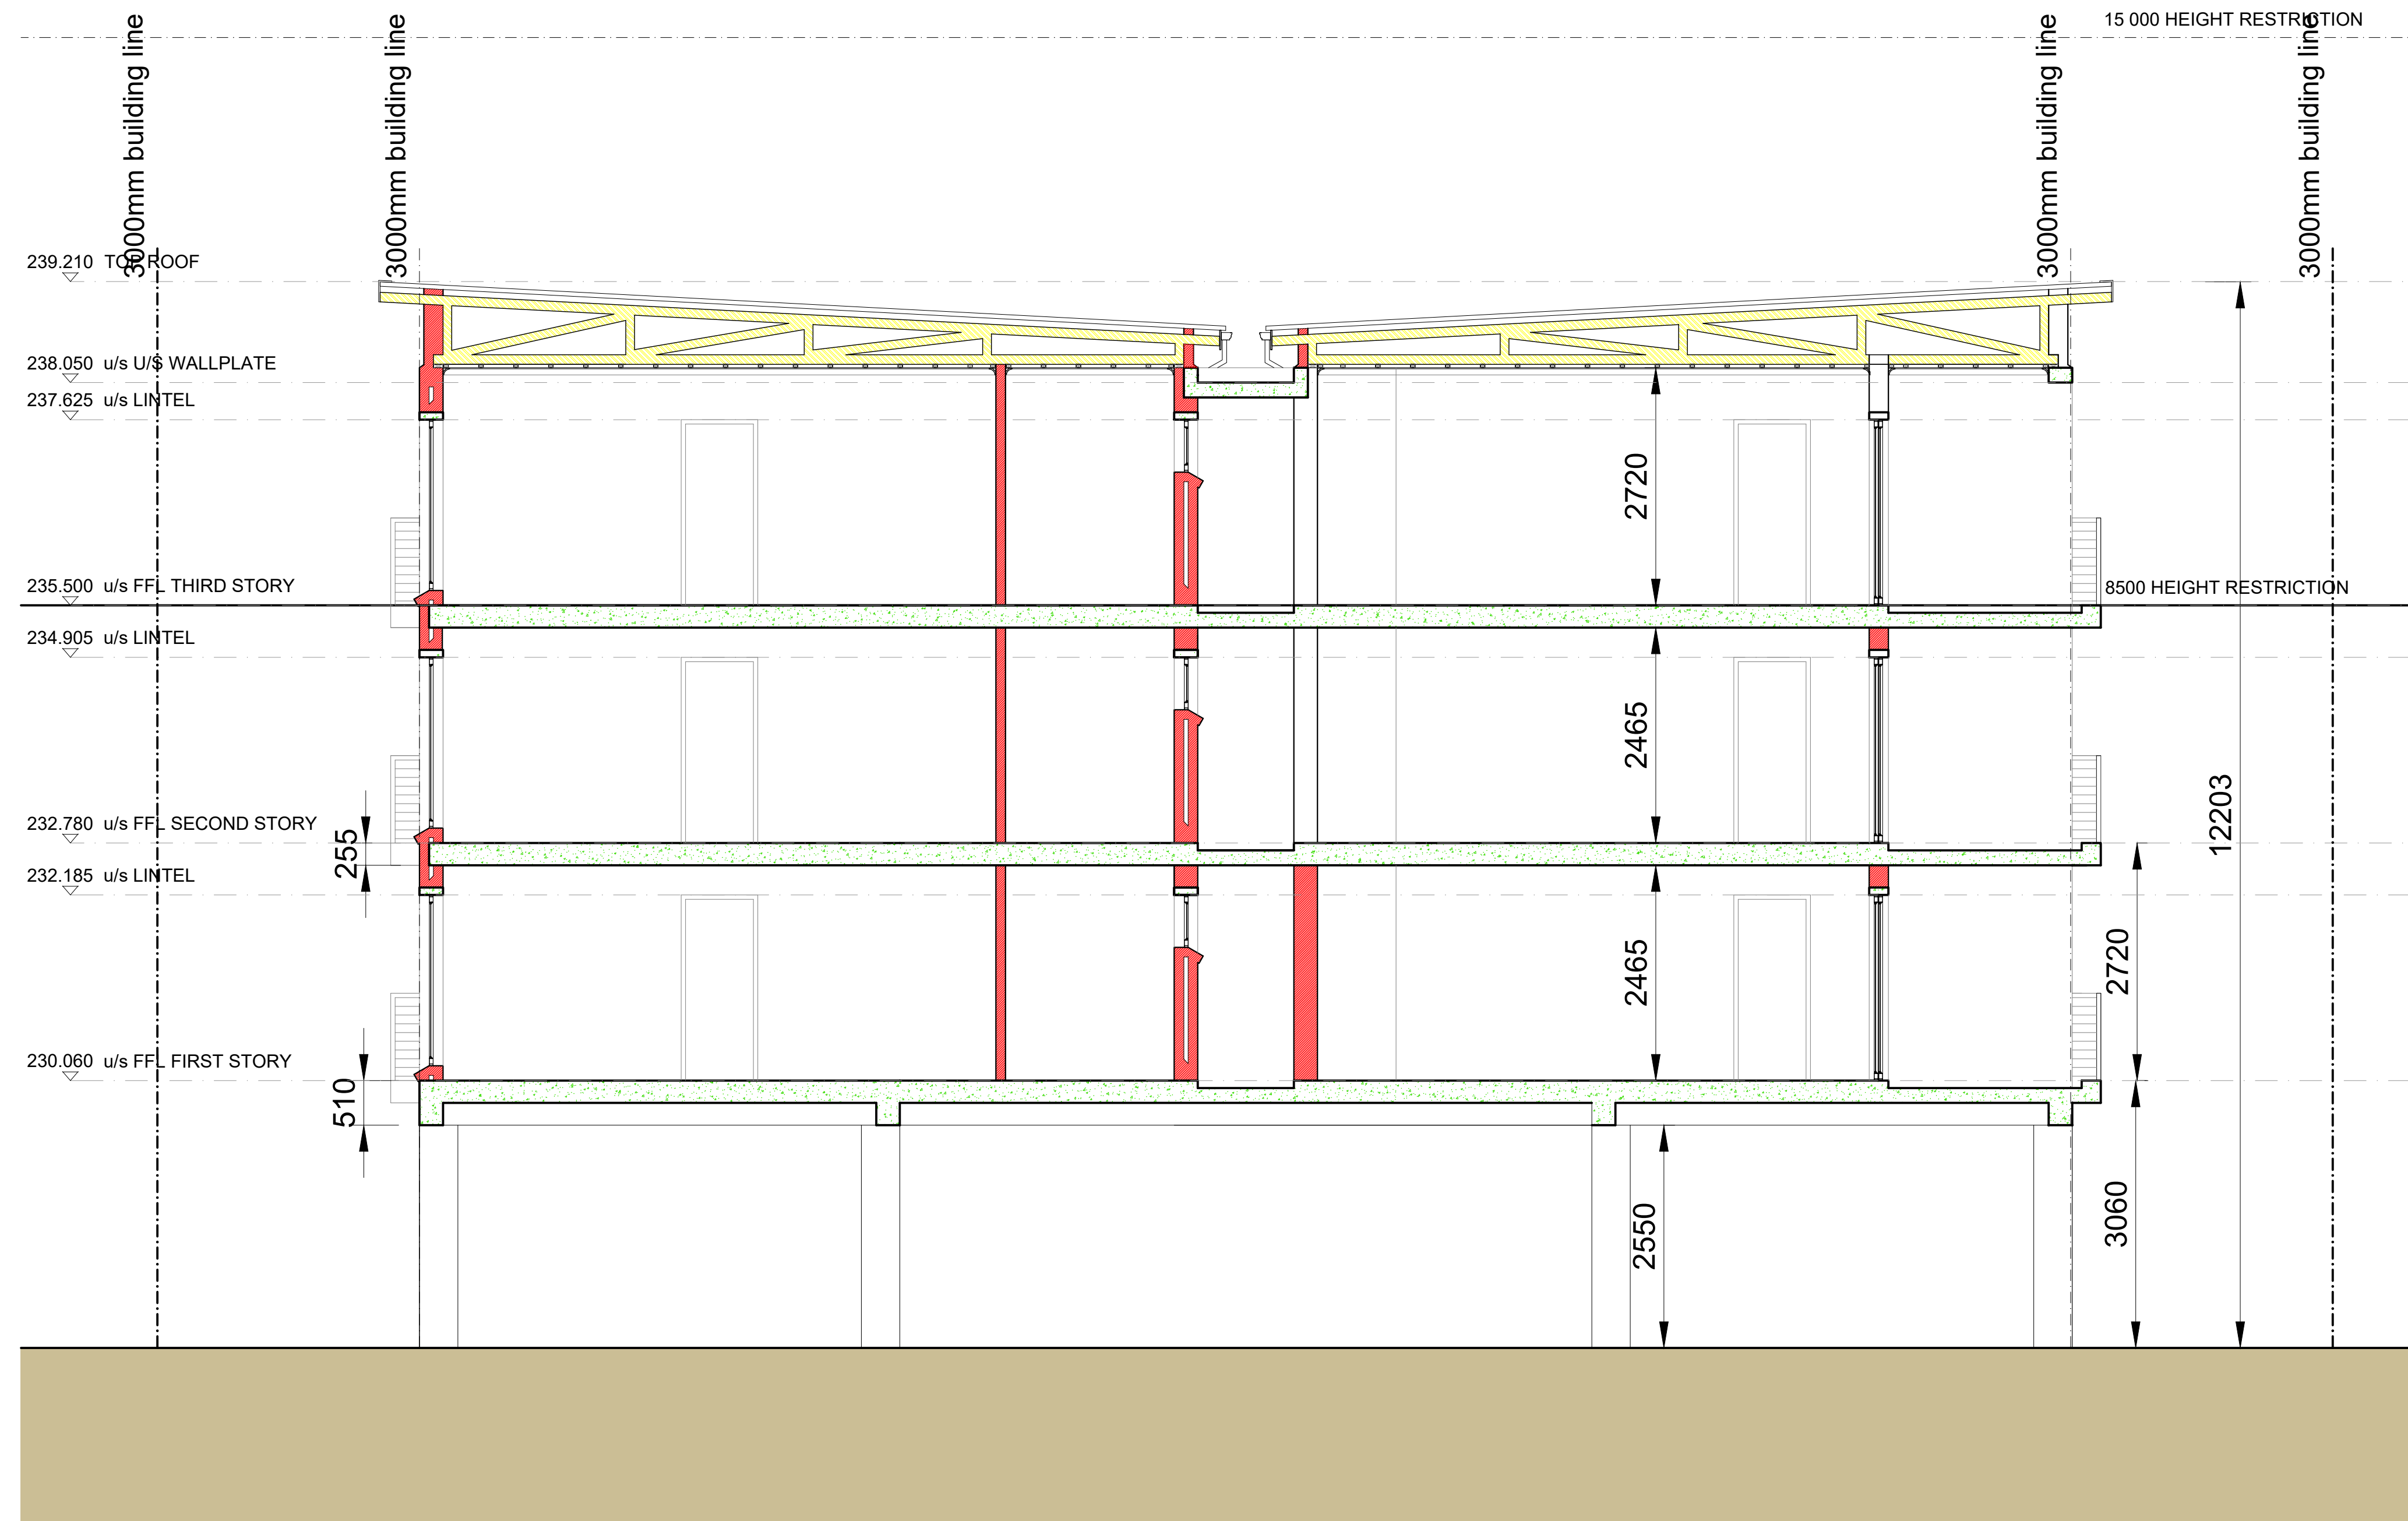 15 000 HEIGHT RESTRICTION
3000mm building line
3000mm building line
3000mm building line
3000mm building line
239.210 TOP ROOF
238.050 u/s U/S WALLPLATE
237.625 u/s LINTEL
2720
235.500 u/s FFL THIRD STORY
8500 HEIGHT RESTRICTION
234.905 u/s LINTEL
2465
12203
232.780 u/s FFL SECOND STORY
255
232.185 u/s LINTEL
2465
2720
230.060 u/s FFL FIRST STORY
510
2550
3060